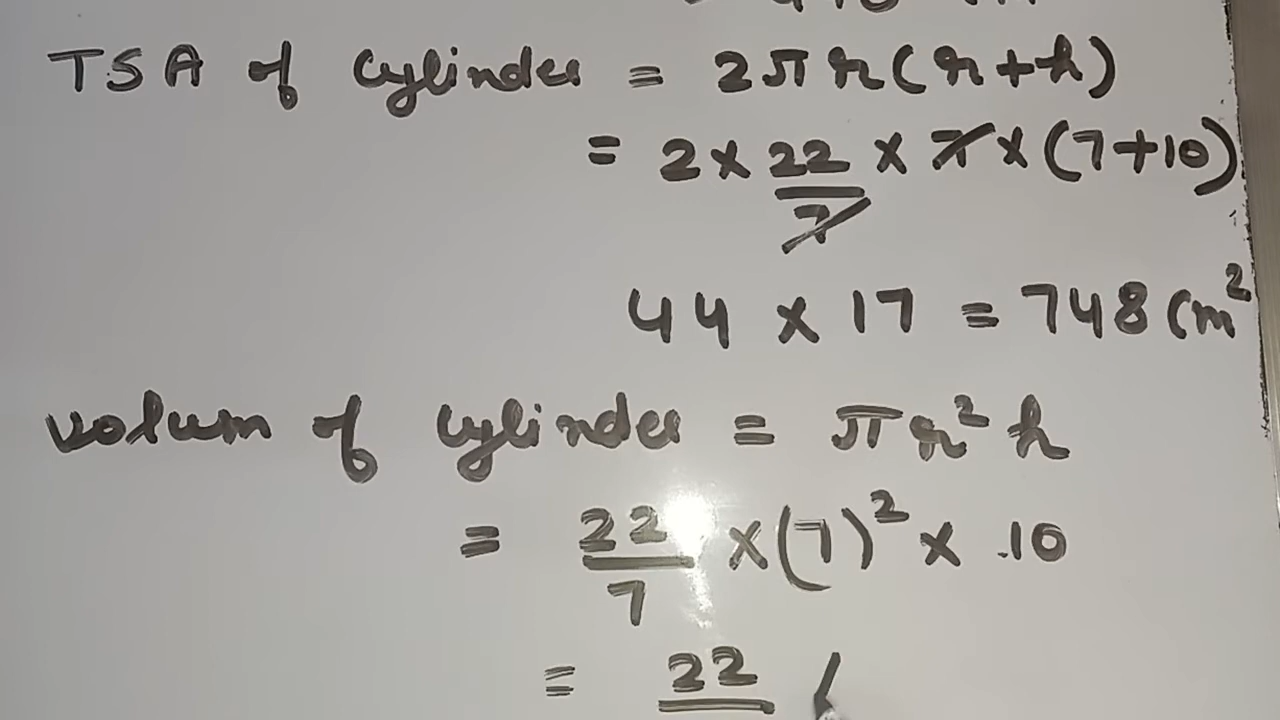 TSA of cylinder = 2πr(r+h)
= 2 × 22/7 × 7 × (7+10)
44 × 17 = 748 cm²
volum of cylinder = πr²h
= 22/7 × (7)² × 10
= 22